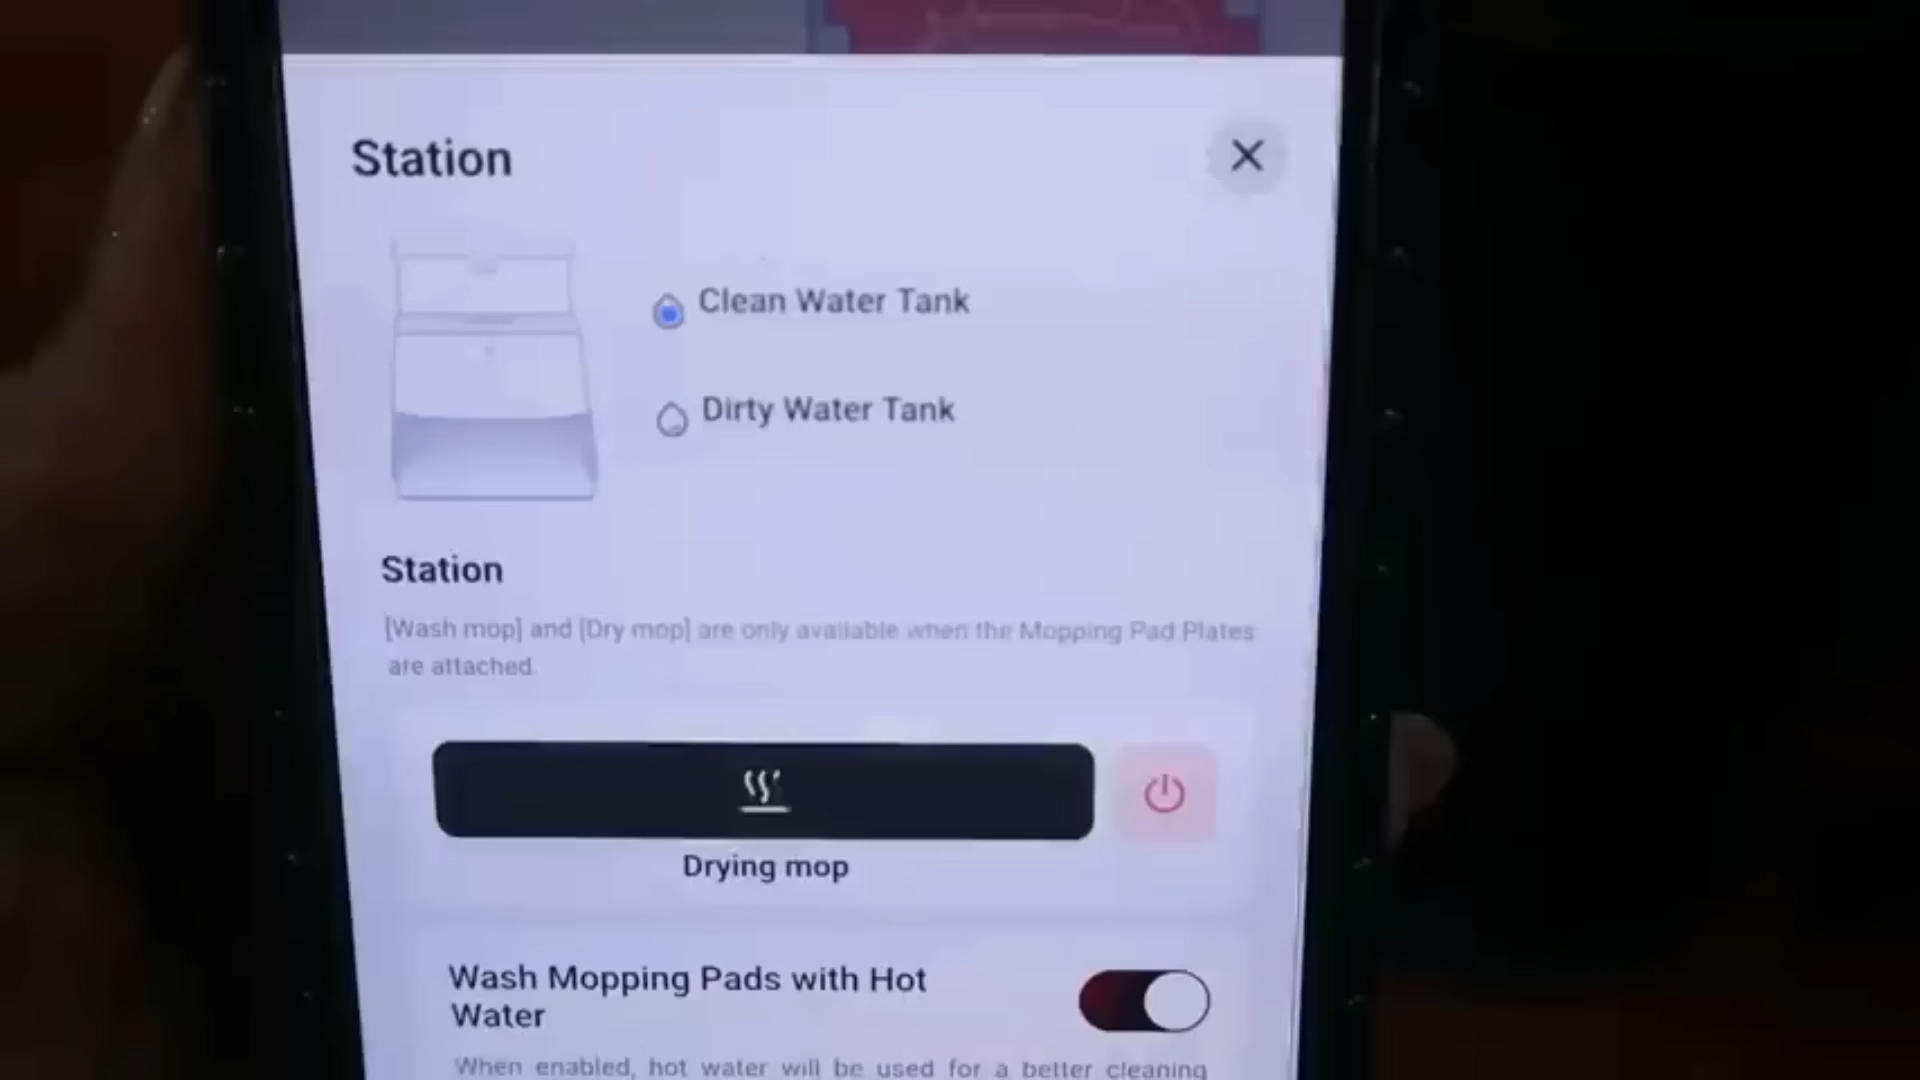 Station
Clean Water Tank
Dirty Water Tank
Station
[Wash mop] and [Dry mop] are only available when the Mopping Pad Plates
are attached.
Drying mop
Wash Mopping Pads with Hot
Water
When enabled, hot water will be used for a better cleaning